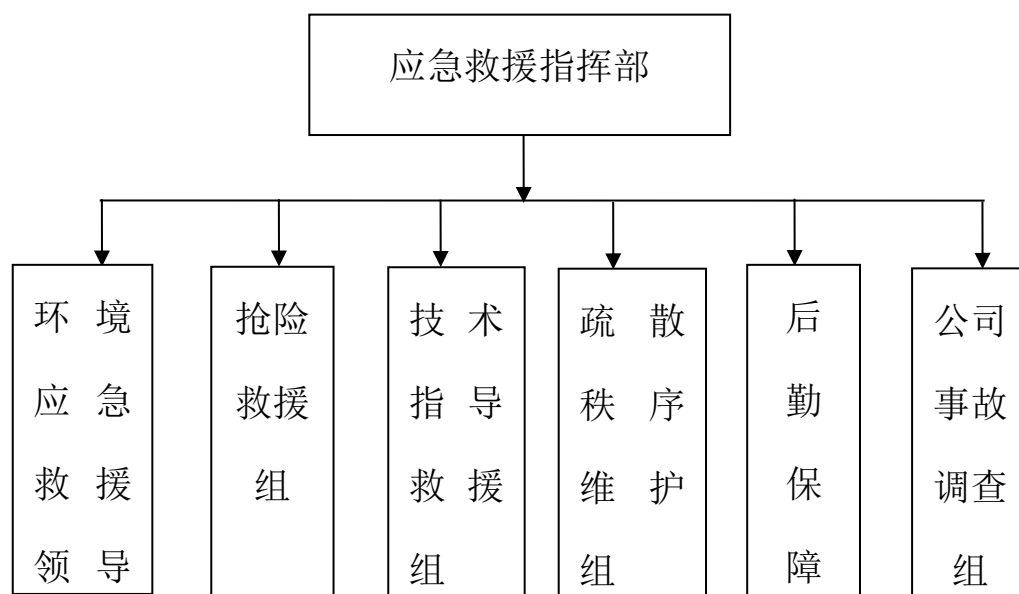 应急救援指挥部
环境
应急
救援
领导
抢险
救援
组
技术
指导
救援
组
疏散
秩序
维护
组
后
勤
保
障
公司
事故
调查
组